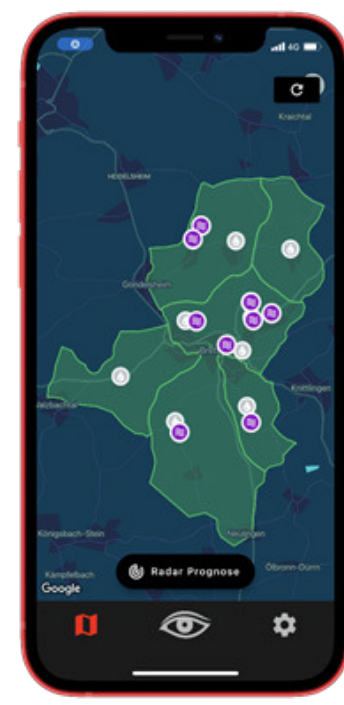 4G
Kraichtal
HEIDELSHEIM
Gondelsheim
Knittlingen
Walzbachtal
Königsbach-Stein
Neulingen
Kämpfelbach
Radar Prognose
Ölbronn-Dürrn
Google